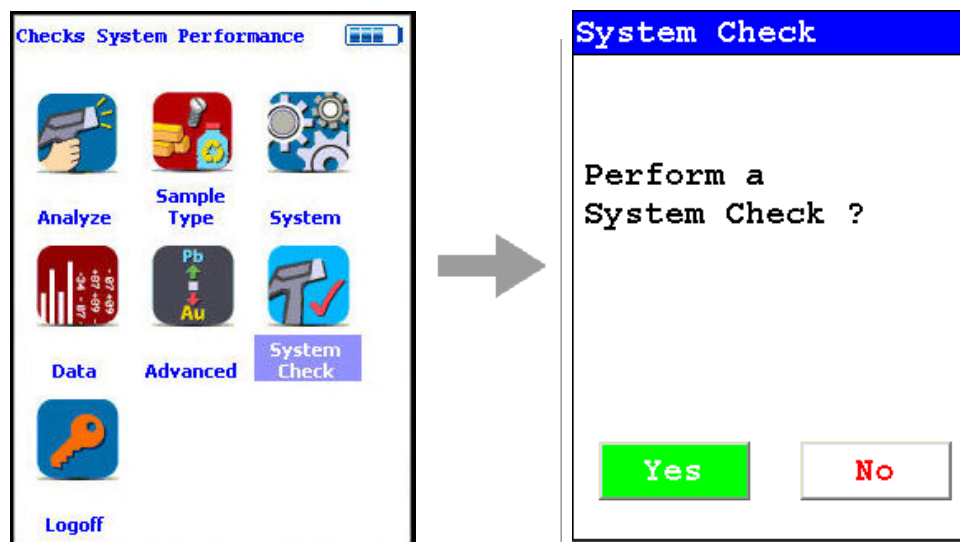 Checks System Performance
Analyze
Sample
Type
System
Pb
Au
Data
Advanced
System
Check
Logoff
System Check
Perform a
System Check ?
Yes
No